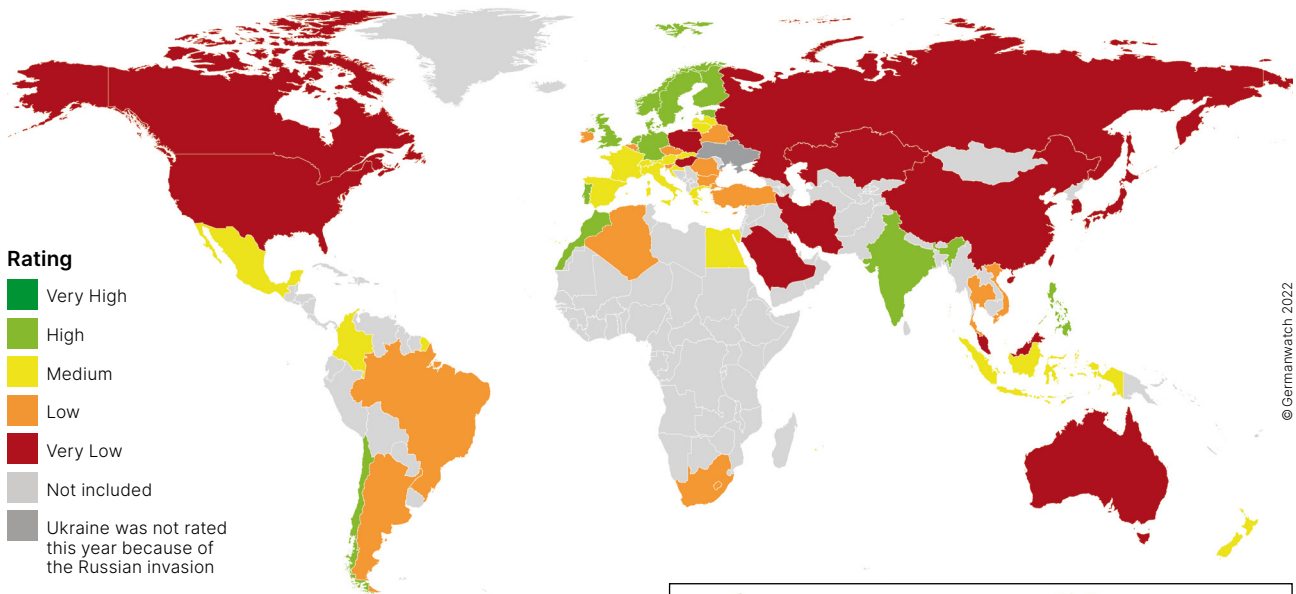 Rating
Very High
High
Medium
Low
Very Low
Not included
Ukraine was not rated
this year because of
the Russian invasion
© Germanwatch 2022